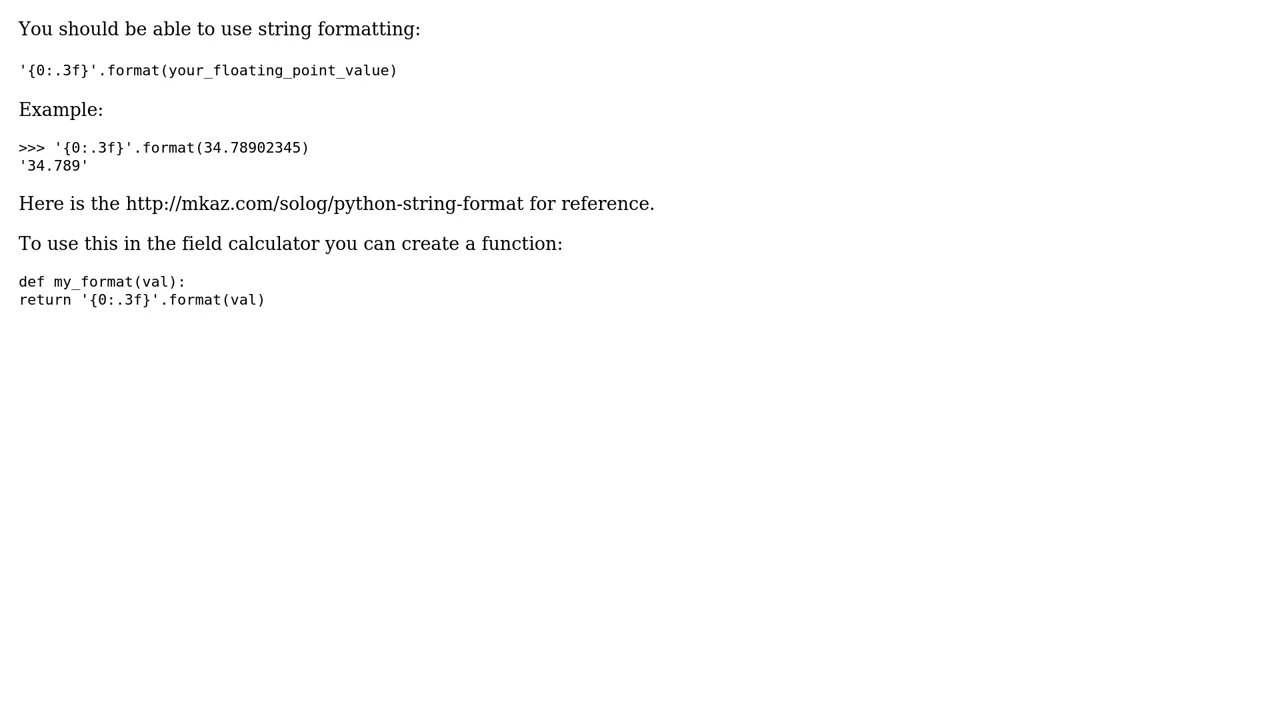 You should be able to use string formatting:
'{0:.3f}'.format(your_floating_point_value)
Example:
>>> '{0:.3f}'.format(34.78902345)
'34.789'
Here is the http://mkaz.com/solog/python-string-format for reference.
To use this in the field calculator you can create a function:
def my_format(val):
return '{0:.3f}'.format(val)